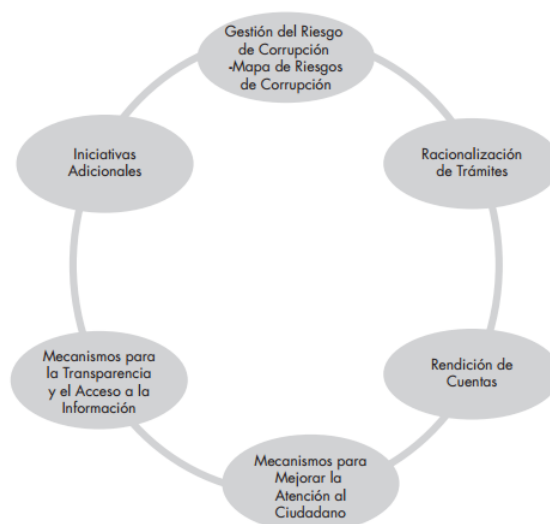 Gestión del Riesgo
de Corrupción
-Mapa de Riesgos
de Corrupción
Racionalización
de Trámites
Rendición de
Cuentas
Mecanismos para
Mejorar la
Atención al
Ciudadano
Mecanismos para
la Transparencia
y el Acceso a la
Información
Iniciativas
Adicionales